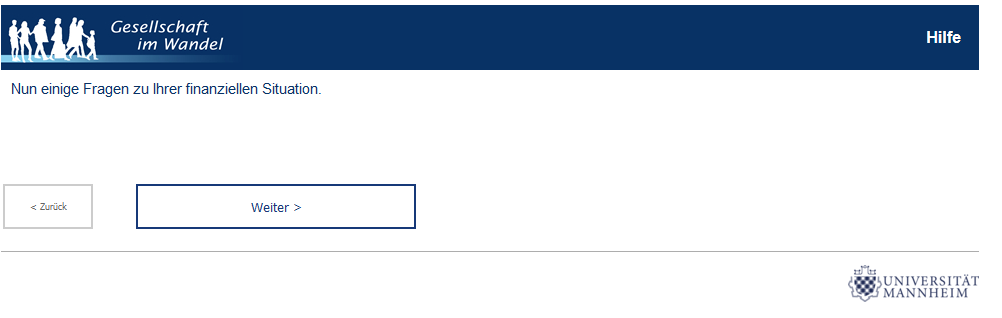 Gesellschaft
im Wandel
Hilfe
Nun einige Fragen zu Ihrer finanziellen Situation.
< Zurück
Weiter >
UNIVERSITÄT
MANNHEIM